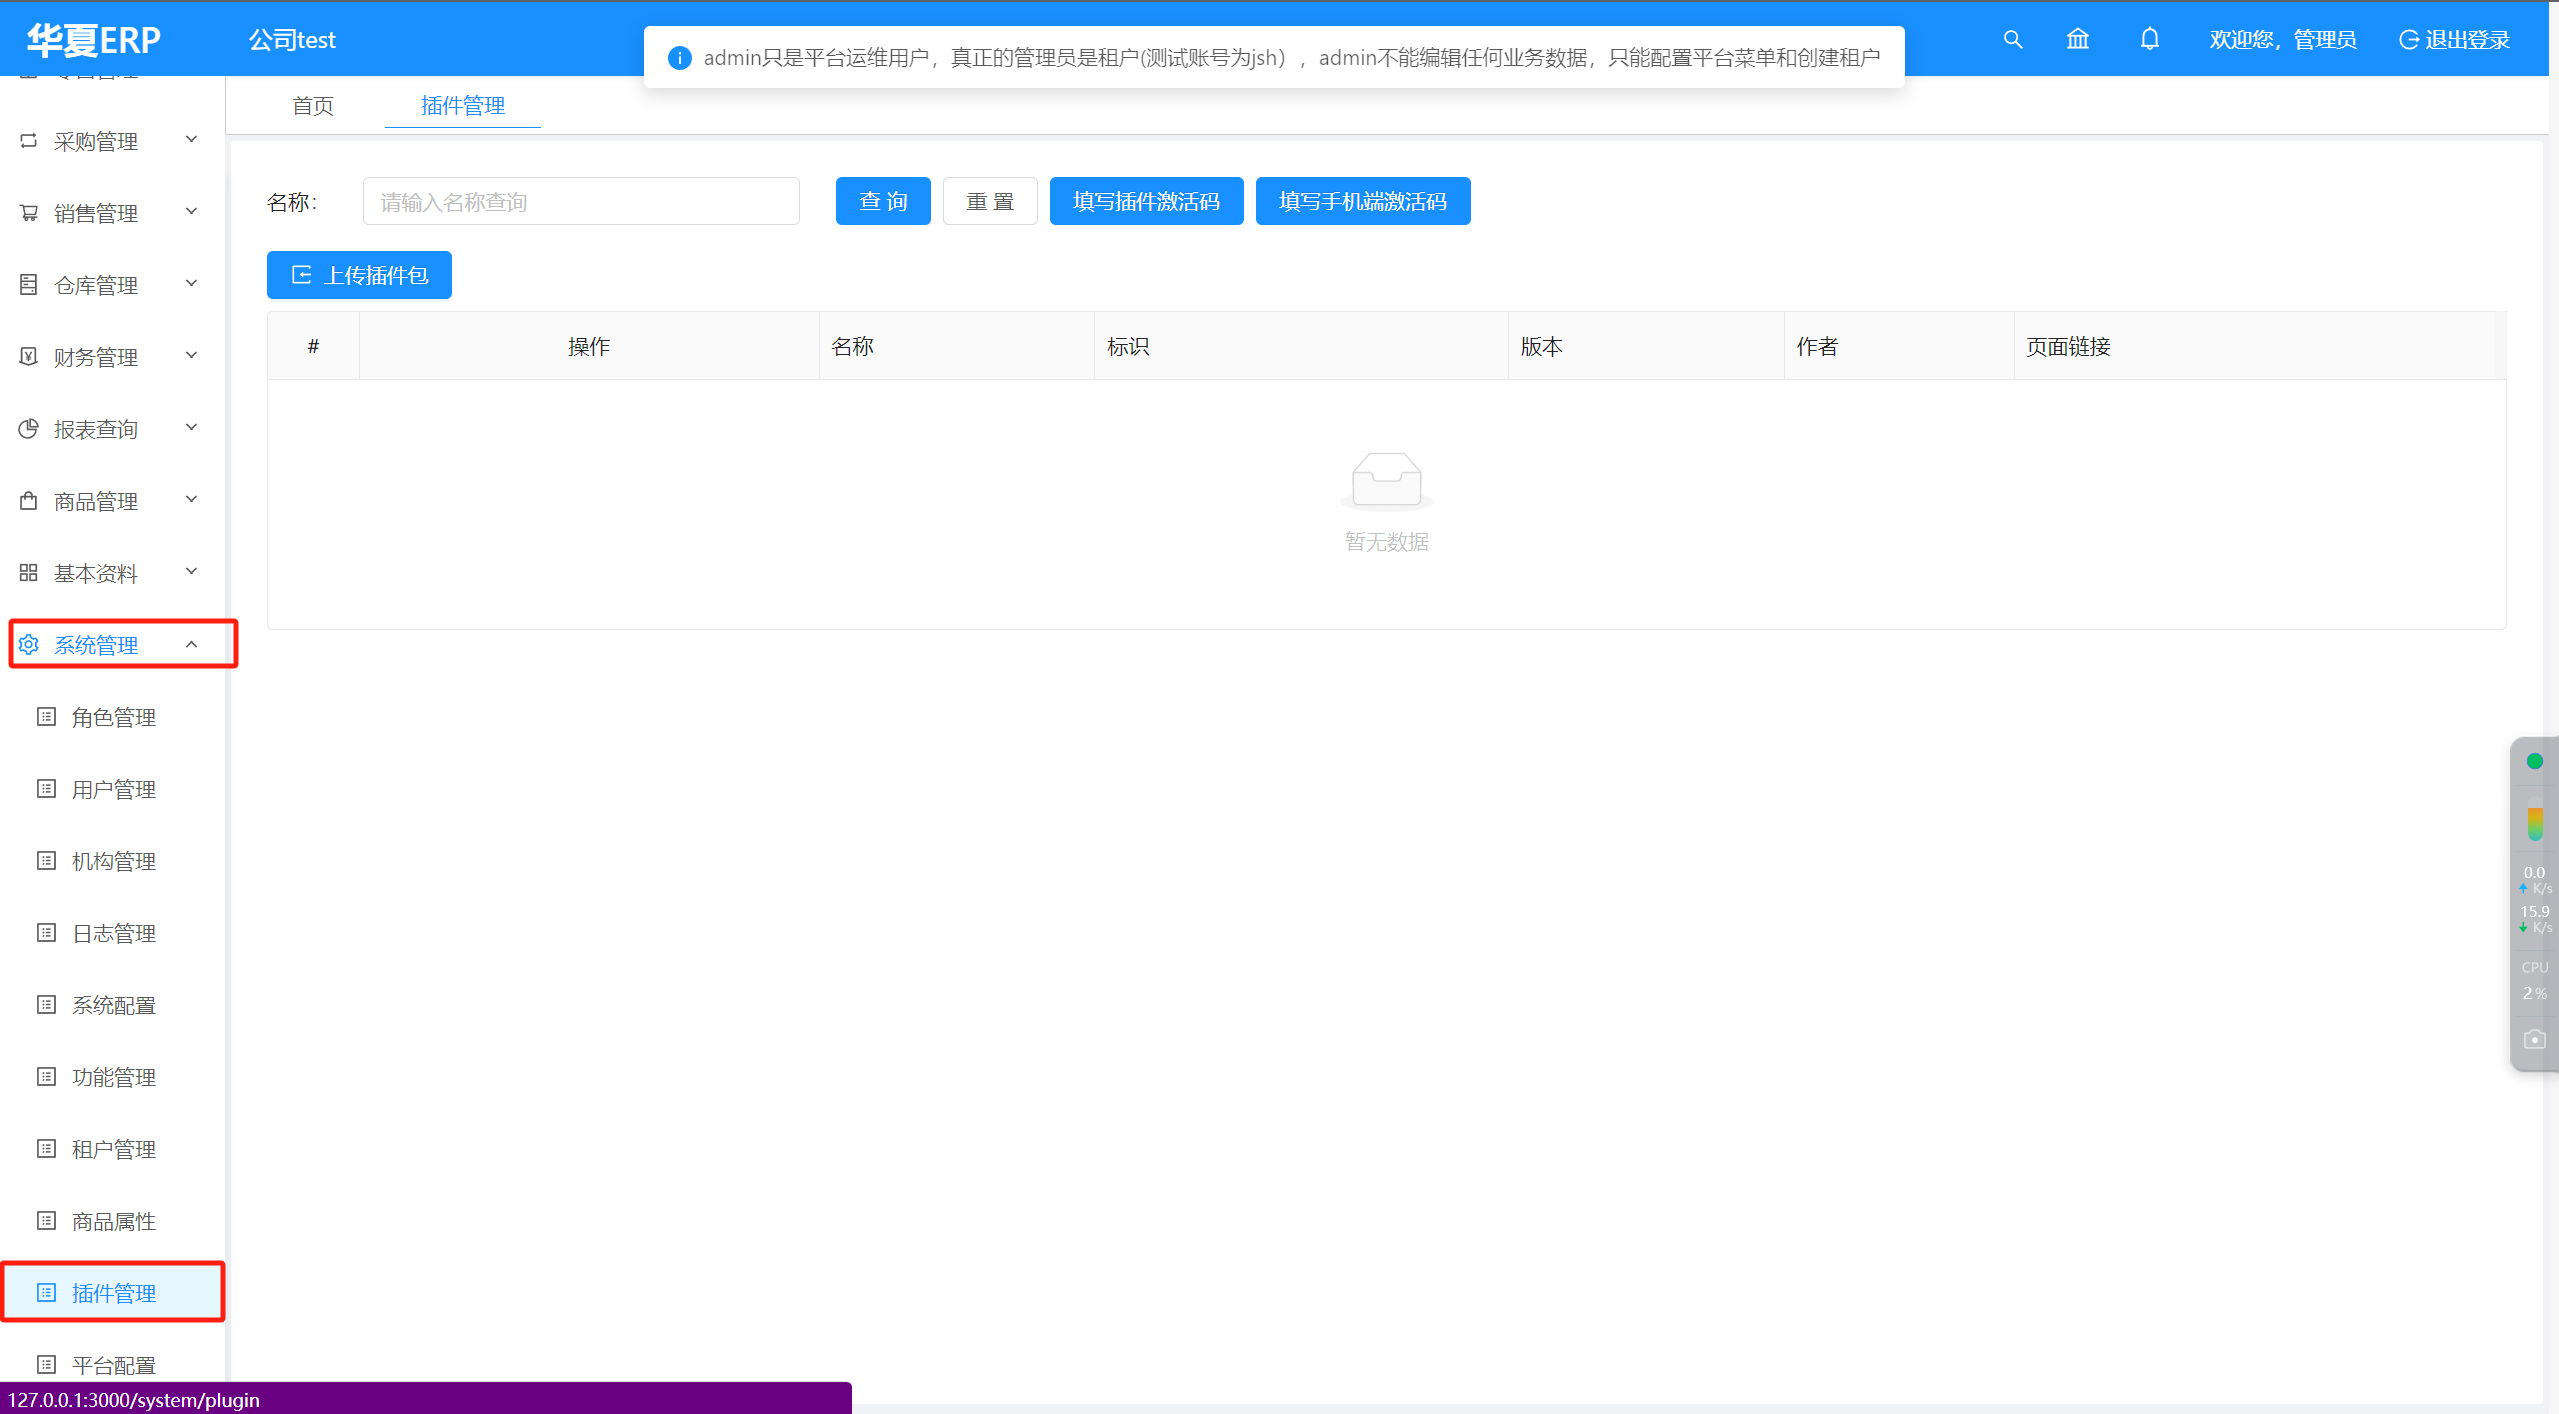 华夏ERP
公司test
admin只是平台运维用户，真正的管理员是租户(测试账号为jsh），admin不能编辑任何业务数据，只能配置平台菜单和创建租户
欢迎您，管理员
退出登录
首页
插件管理
采购管理
销售管理
仓库管理
财务管理
报表查询
商品管理
基本资料
系统管理
角色管理
用户管理
机构管理
日志管理
系统配置
功能管理
租户管理
商品属性
插件管理
平台配置
名称：
请输入名称查询
查 询
重 置
填写插件激活码
填写手机端激活码
上传插件包
# 操作 名称 标识 版本 作者 页面链接
暂无数据
0.0
K/s
15.9
K/s
CPU
2%
127.0.0.1:3000/system/plugin